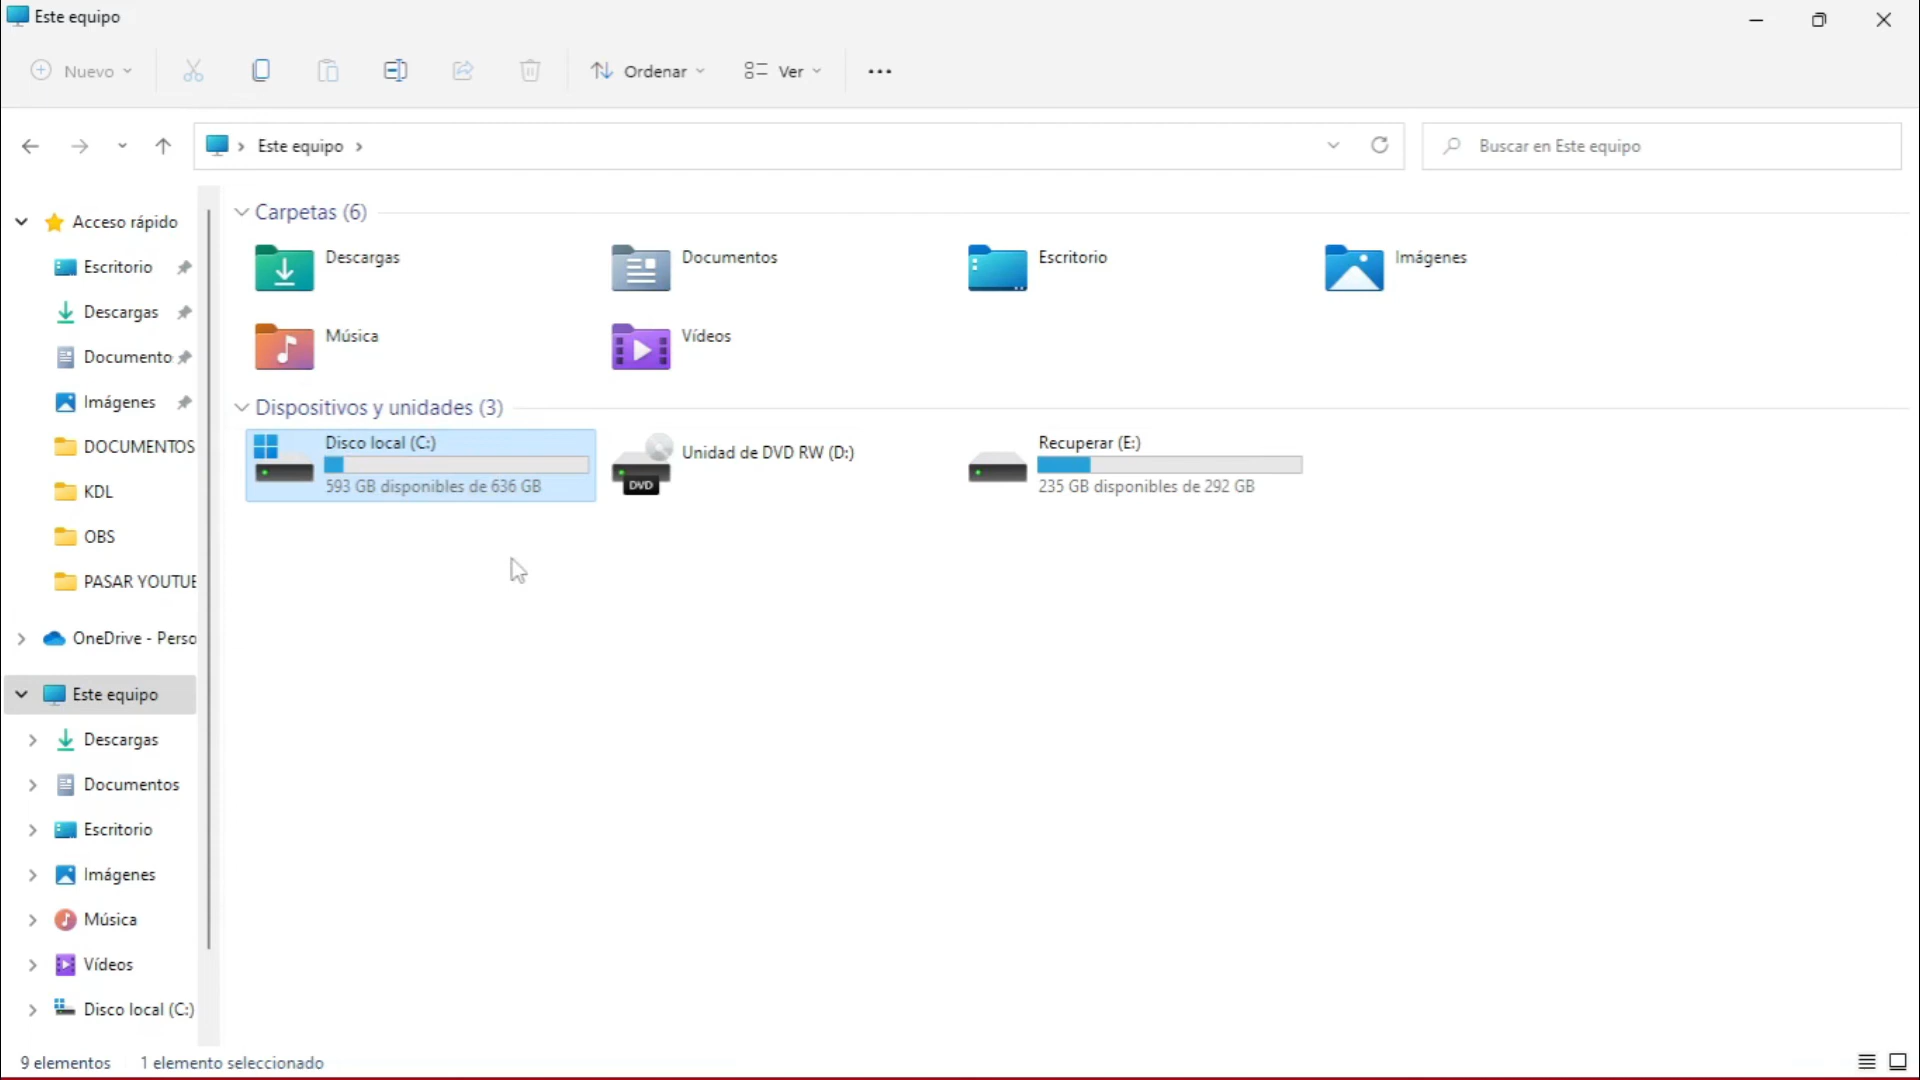 Este equipo
Nuevo
Ordenar
Ver
Este equipo
Buscar en Este equipo
Acceso rápido
Escritorio
Descargas
Documento
Imágenes
DOCUMENTOS
KDL
OBS
PASAR YOUTUE
OneDrive - Perso
Este equipo
Descargas
Documentos
Escritorio
Imágenes
Música
Vídeos
Disco local (C:)
Carpetas (6)
Descargas
Documentos
Escritorio
Imágenes
Música
Vídeos
Dispositivos y unidades (3)
Disco local (C:)
593 GB disponibles de 636 GB
DVD
Unidad de DVD RW (D:)
Recuperar (E:)
235 GB disponibles de 292 GB
9 elementos
1 elemento seleccionado